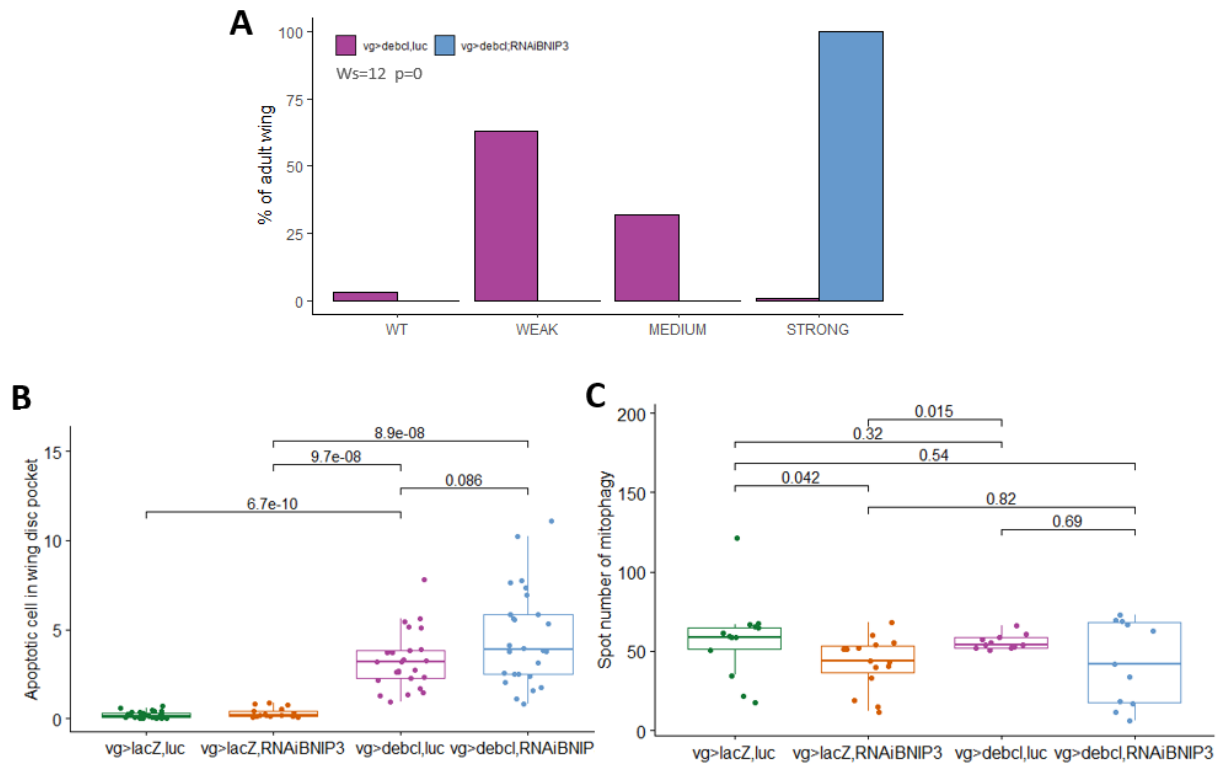 A
% of adult wing
100
75
50
25
0
vg>debcl,luc vg>debcl,RNAiBNIP3
Ws=12 p=0
WT WEAK MEDIUM STRONG
B
Apoptotic cell in wing disc pocket
15
10
5
0
8.9e-08
9.7e-08
0.086
6.7e-10
vg>lacZ,luc vg>lacZ,RNAiBNIP3 vg>debcl,luc vg>debcl,RNAiBNIP
C
Spot number of mitophagy
200
150
100
50
0
0.015
0.32
0.54
0.042
0.82
0.69
vg>lacZ,luc vg>lacZ,RNAiBNIP3 vg>debcl,luc vg>debcl,RNAiBNIP3